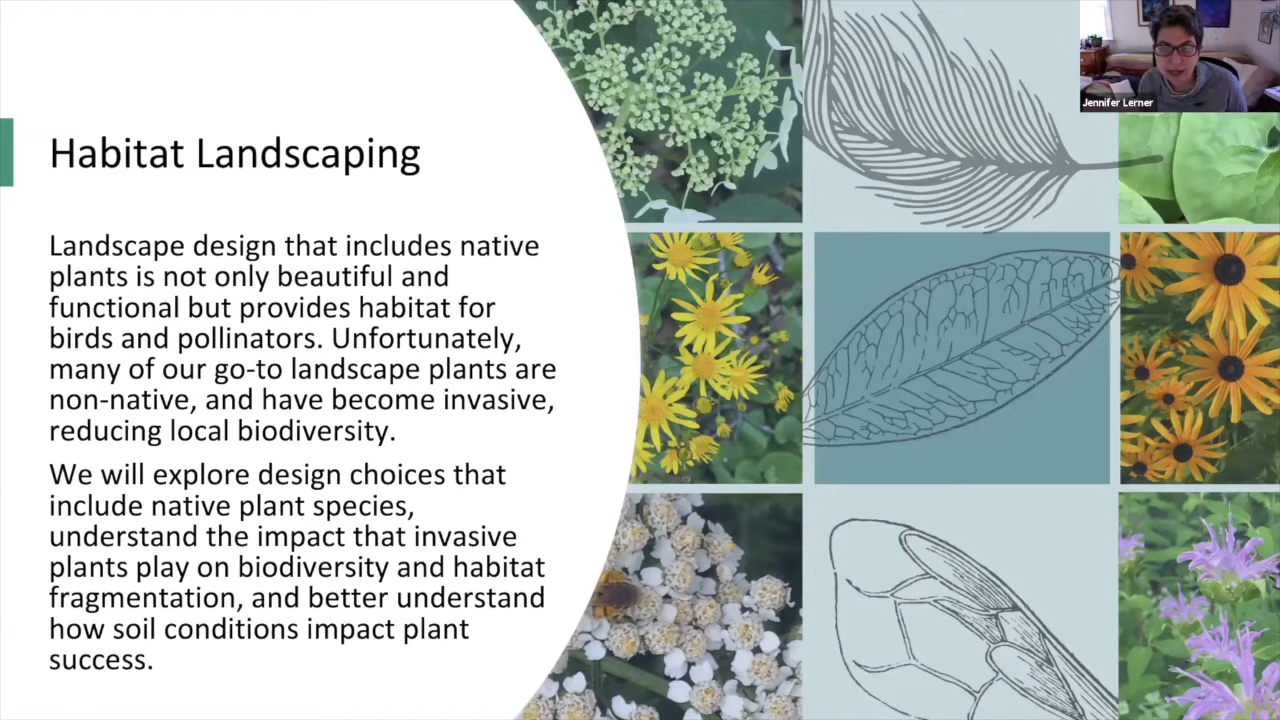 Habitat Landscaping
Landscape design that includes native
plants is not only beautiful and
functional but provides habitat for
birds and pollinators. Unfortunately,
many of our go-to landscape plants are
non-native, and have become invasive,
reducing local biodiversity.
We will explore design choices that
include native plant species,
understand the impact that invasive
plants play on biodiversity and habitat
fragmentation, and better understand
how soil conditions impact plant
success.
Jennifer Lerner